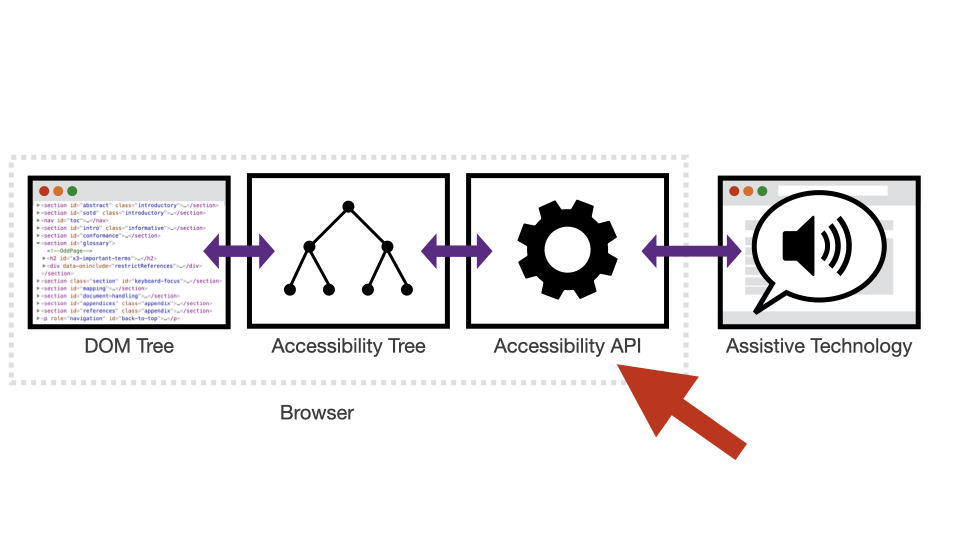 ▶<section id="abstract" class="introductory">…</section>
▶<section id="sotd" class="introductory">…</section>
▶<nav id="toc">…</nav>
▶<section id="intro" class="informative">…</section>
▶<section id="conformance">…</section>
▼<section id="glossary">
<!--OddPage-->
▶<h2 id="x3-important-terms">…</h2>
▶<div data-oninclude="restrictReferences">…</div>
</section>
▶<section class="section" id="keyboard-focus">…</section>
▶<section id="mapping">…</section>
▶<section id="document-handling">…</section>
▶<section id="appendices" class="appendix">…</section>
▶<section id="references" class="appendix">…</section>
▶<p role="navigation" id="back-to-top">…</p>
DOM Tree
Accessibility Tree
Accessibility API
Assistive Technology
Browser